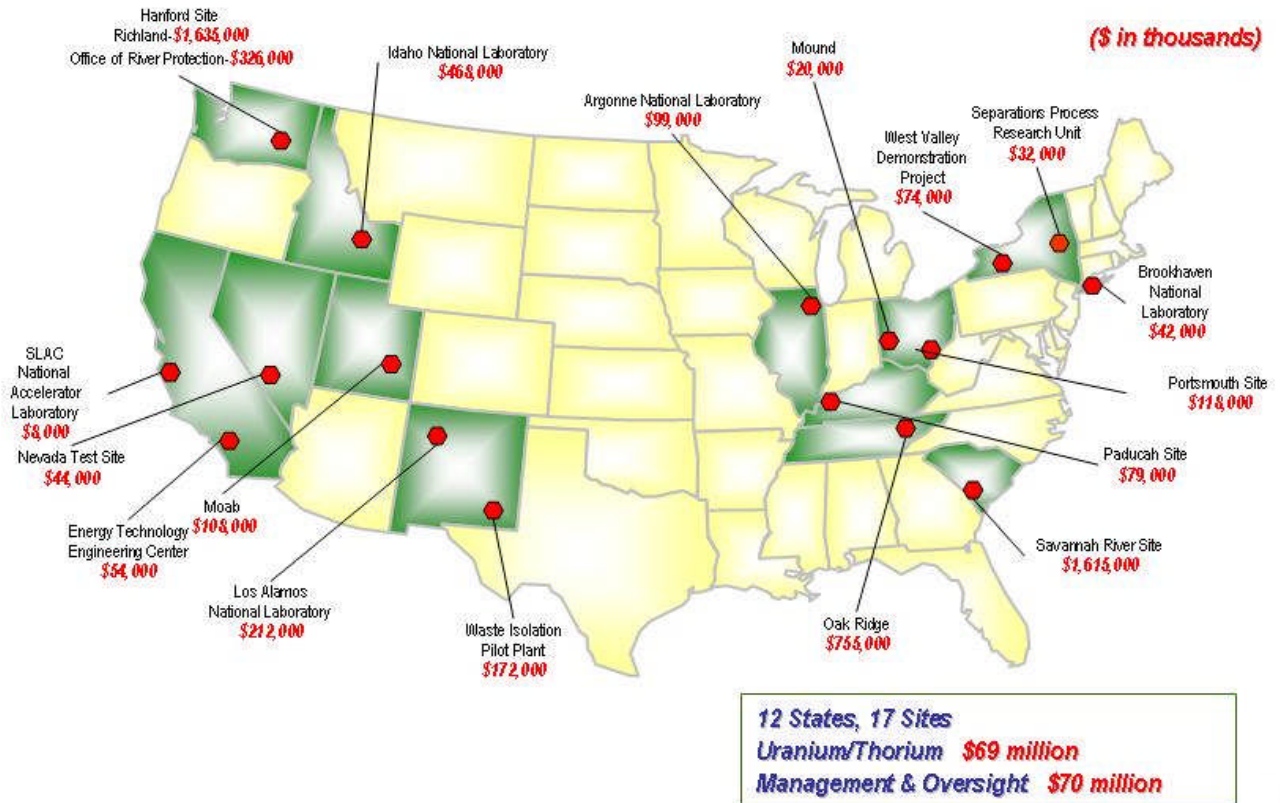 Hanford Site
Richland-$1,635,000
Office of River Protection-$326,000
Idaho National Laboratory
$468,000
Argonne National Laboratory
$99,000
Mound
$20,000
($ in thousands)
Separations Process
Research Unit
$32,000
West Valley
Demonstration
Project
$74,000
Brookhaven
National
Laboratory
$42,000
SLAC
National
Accelerator
Laboratory
$8,000
Nevada Test Site
$44,000
Energy Technology
Engineering Center
$54,000
Moab
$108,000
Los Alamos
National Laboratory
$212,000
Waste Isolation
Pilot Plant
$172,000
Oak Ridge
$755,000
Savannah River Site
$1,615,000
Paducah Site
$79,000
Portsmouth Site
$118,000
12 States, 17 Sites
Uranium/Thorium $69 million
Management & Oversight $70 million